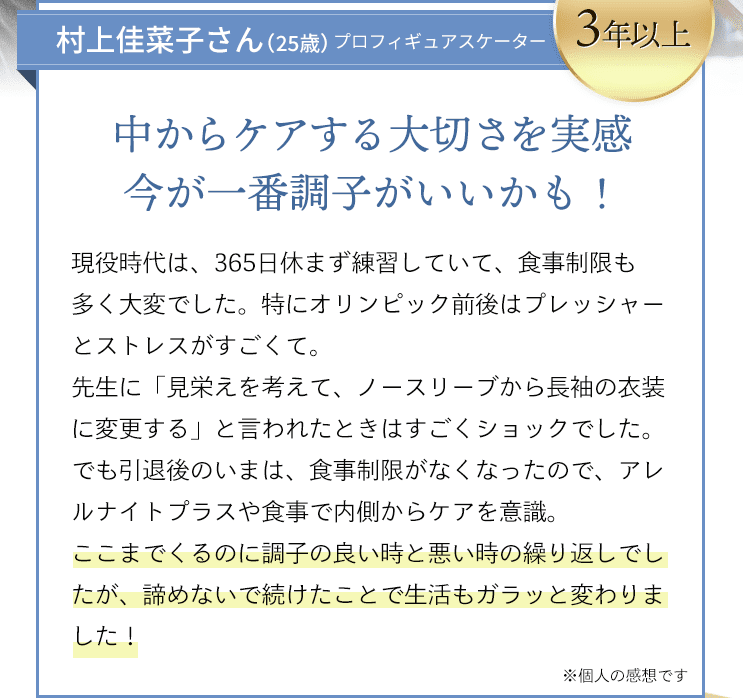 村上佳菜子さん（25歳）プロフィギュアスケーター
3年以上
中からケアする大切さを実感
今が一番調子がいいかも！
現役時代は、365日休まず練習していて、食事制限も
多く大変でした。特にオリンピック前後はプレッシャー
とストレスがすごくて。
先生に「見栄えを考えて、ノースリーブから長袖の衣装
に変更する」と言われたときはすごくショックでした。
でも引退後のいまは、食事制限がなくなったので、アレ
ルナイトプラスや食事で内側からケアを意識。
ここまでくるのに調子の良い時と悪い時の繰り返しでし
たが、諦めないで続けたことで生活もガラッと変わりま
した！
※個人の感想です